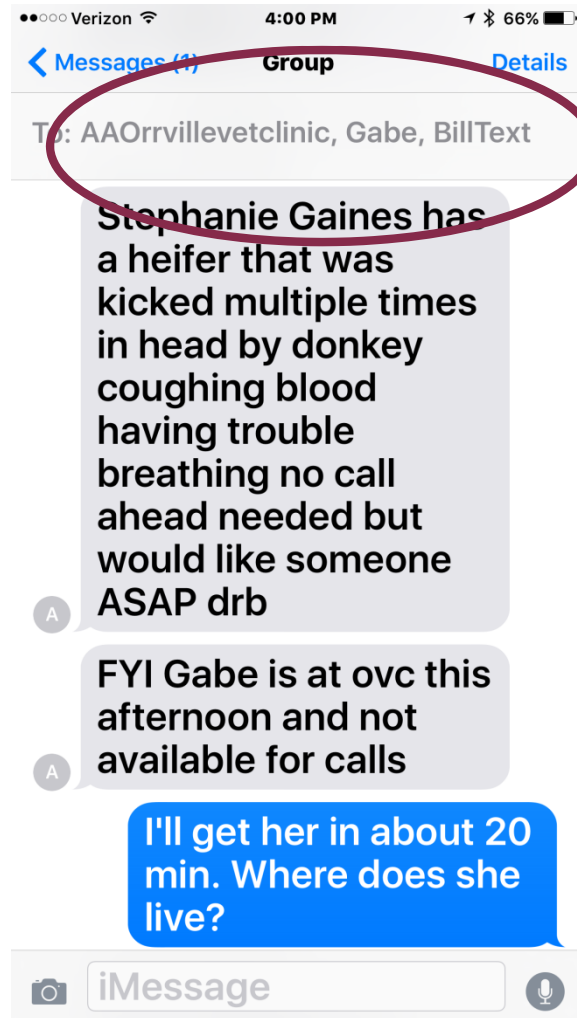 Verizon 4:00 PM 66%
Messages (1) Group Details
To: AAOrrvillevetclinic, Gabe, BillText
Stephanie Gaines has
a heifer that was
kicked multiple times
in head by donkey
coughing blood
having trouble
breathing no call
ahead needed but
would like someone
ASAP drb
A
FYI Gabe is at ovc this
afternoon and not
available for calls
A
I'll get her in about 20
min. Where does she
live?
iMessage